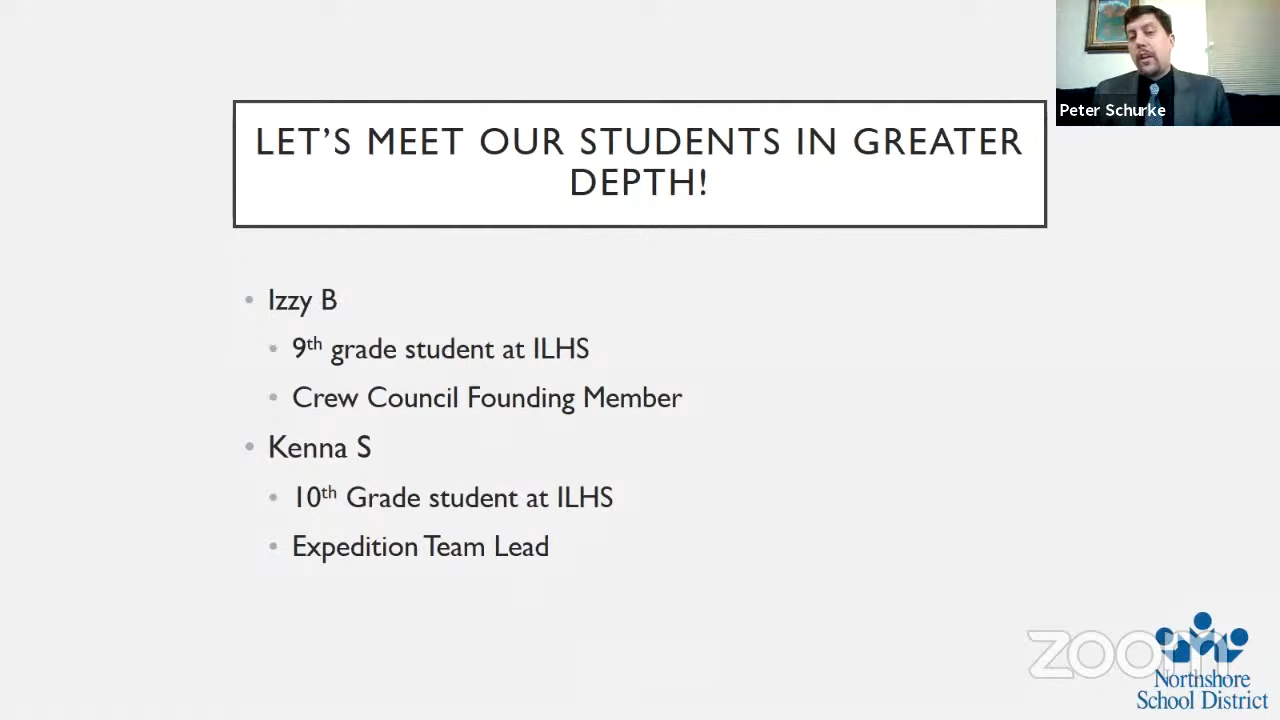 Peter Schurke
LET'S MEET OUR STUDENTS IN GREATER
DEPTH!
• Izzy B
• 9th grade student at ILHS
• Crew Council Founding Member
• Kenna S
• 10th Grade student at ILHS
• Expedition Team Lead
zoom
Northshore
School District